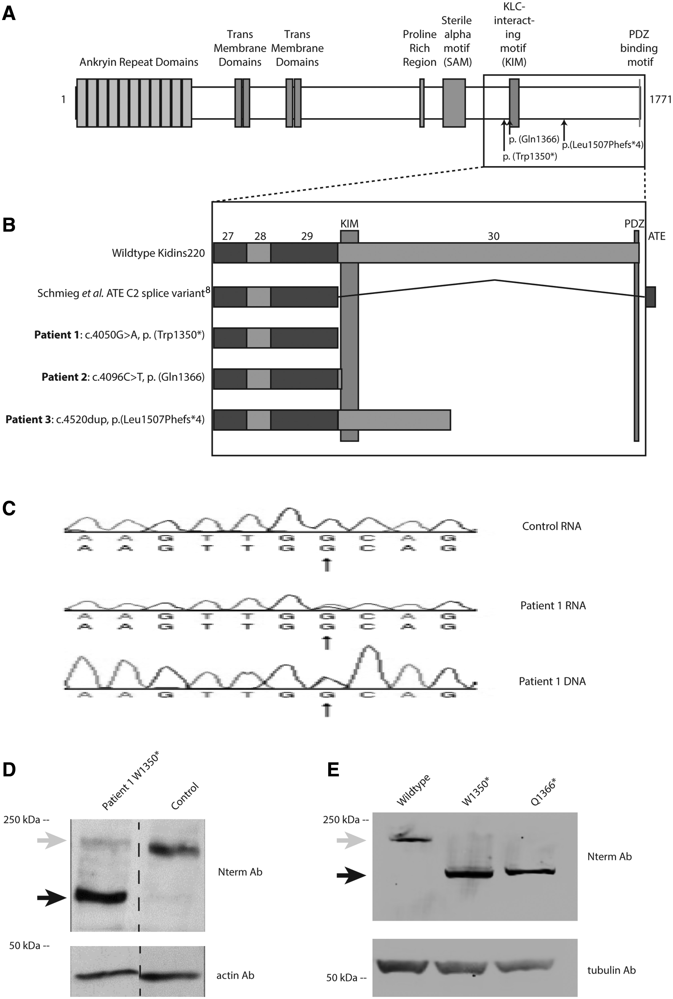 A
Ankryin Repeat Domains
Trans
Membrane
Domains
Trans
Membrane
Domains
Proline
Rich
Region
Sterile
alpha
motif
(SAM)
KLC-
interact-
ing
motif
(KIM)
PDZ
binding
motif
1
1771
p. (Gln1366)
p.(Leu1507Phefs*4)
p. (Trp1350*)
B
KIM
PDZ
27 28 29 30 ATE
Wildtype Kidins220
Schmieg et al. ATE C2 splice variant8
Patient 1: c.4050G>A, p. (Trp1350*)
Patient 2: c.4096C>T, p. (Gln1366)
Patient 3: c.4520dup, p.(Leu1507Phefs*4)
C
Control RNA
A A G T T G G C A G
A A G T T G G C A G
Patient 1 RNA
A A G T T G G C A G
A A G T T G G C A G
Patient 1 DNA
A A G T T G G C A G
D
Patient 1 W1350*
Control
250 kDa --
Nterm Ab
50 kDa --
actin Ab
E
Wildtype
W1350*
Q1366*
250 kDa --
Nterm Ab
50 kDa --
tubulin Ab